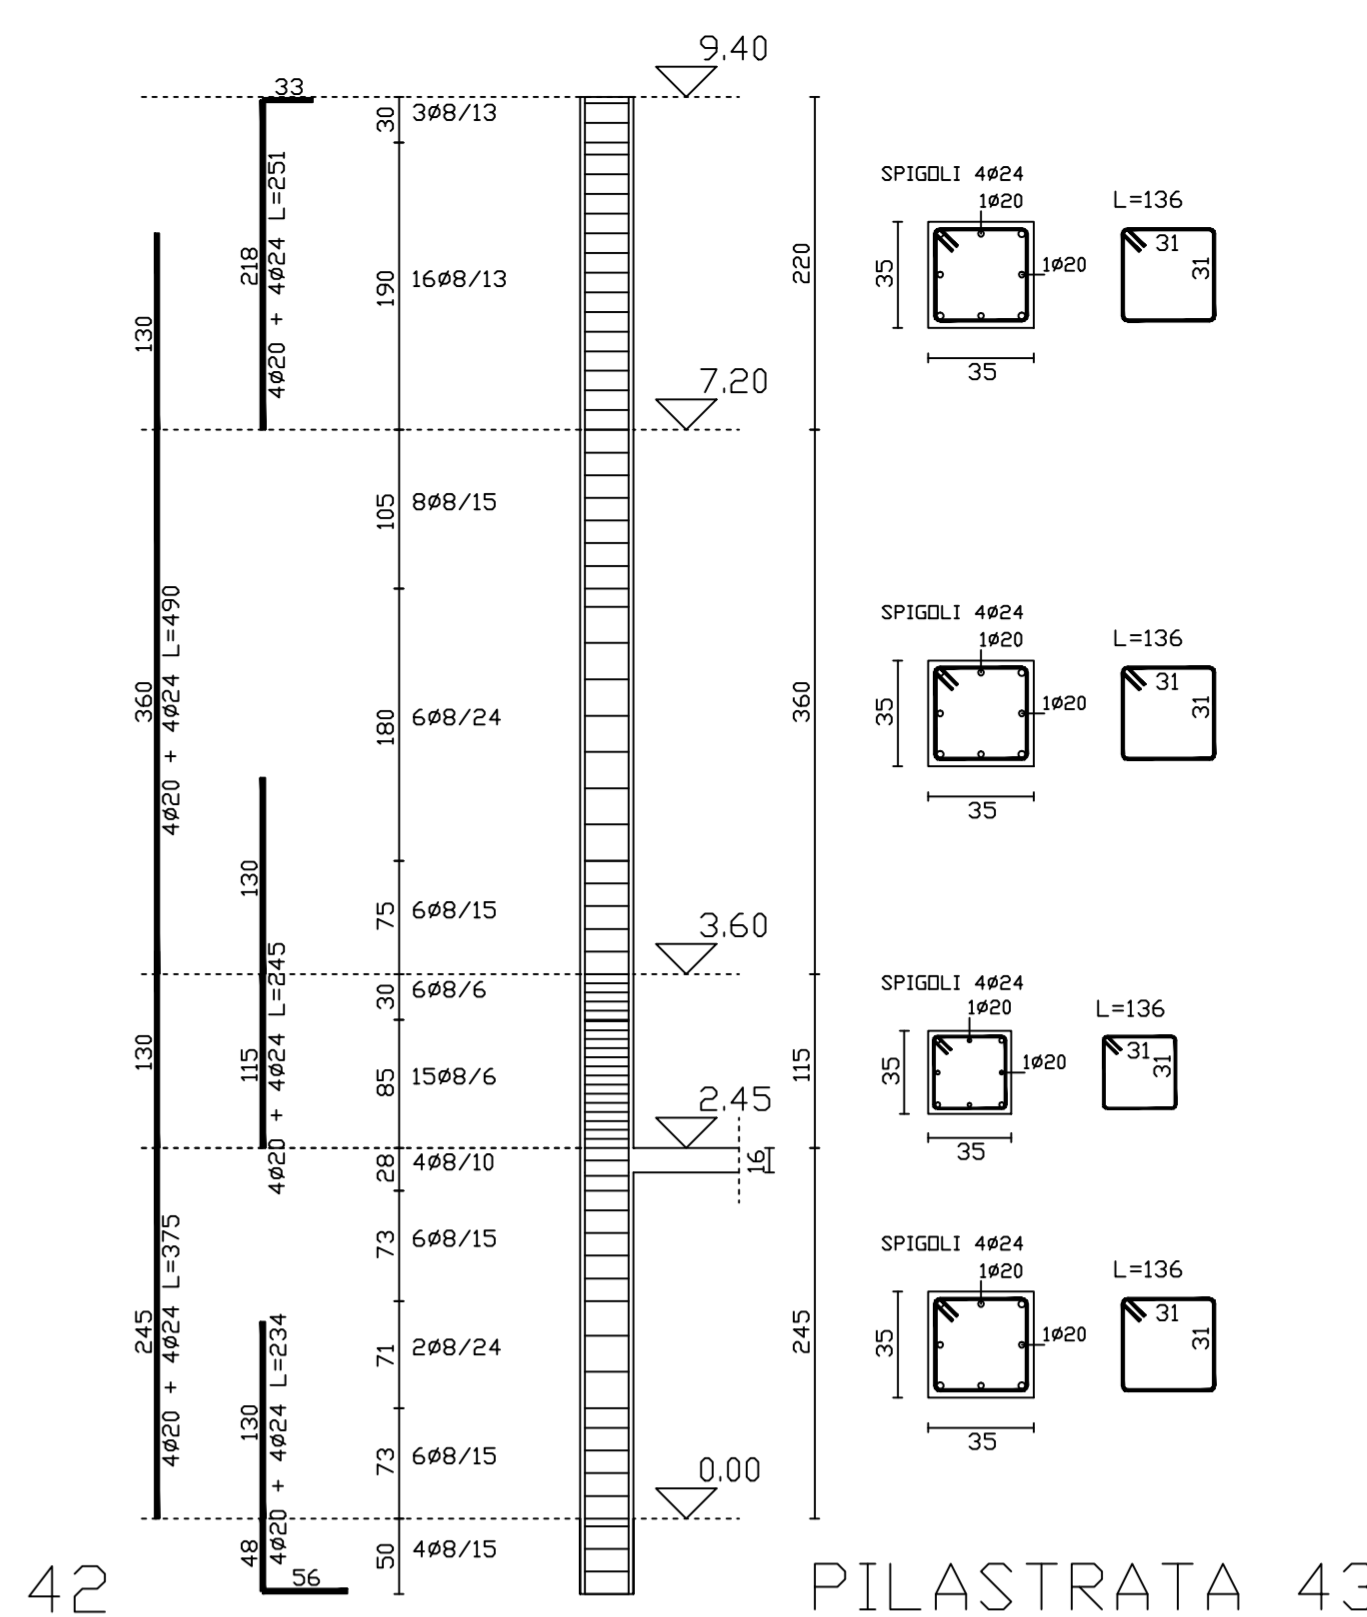 9.40
33
30
3ø8/13
4ø20 + 4ø24 L=251
218
190
16ø8/13
220
SPIGOLI 4ø24
1ø20
L=136
35
31
31
1ø20
35
130
7.20
105
8ø8/15
4ø20 + 4ø24 L=490
360
180
6ø8/24
360
SPIGOLI 4ø24
1ø20
L=136
35
31
31
1ø20
35
130
75
6ø8/15
3.60
4ø20 + 4ø24 L=245
30
6ø8/6
130
115
85
15ø8/6
115
SPIGOLI 4ø24
1ø20
L=136
35
31
31
1ø20
35
2.45
28
4ø8/10
16
4ø20 + 4ø24 L=375
73
6ø8/15
245
71
2ø8/24
245
SPIGOLI 4ø24
1ø20
L=136
35
31
31
1ø20
35
4ø20 + 4ø24 L=234
130
73
6ø8/15
0.00
48
56
50
4ø8/15
42
PILASTRATA 43